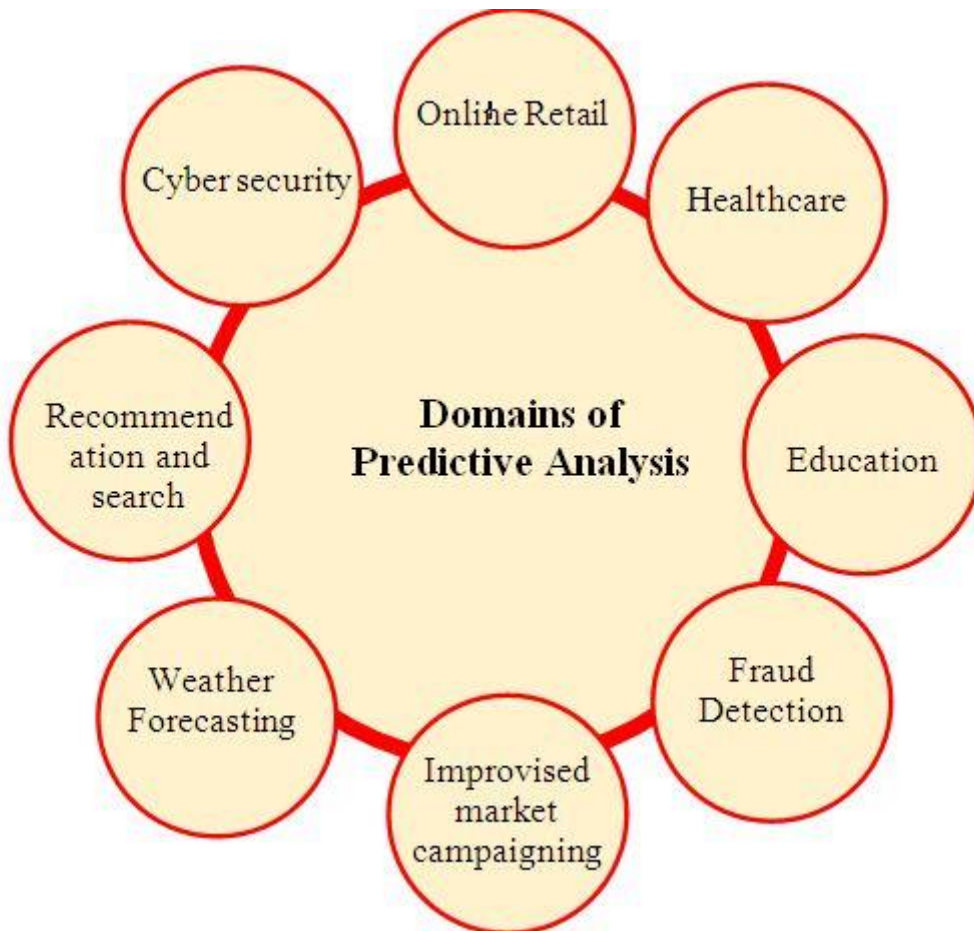 Online Retail
Cyber security
Healthcare
Domains of
Predictive Analysis
Recommend
ation and
search
Education
Weather
Forecasting
Fraud
Detection
Improvised
market
campaigning